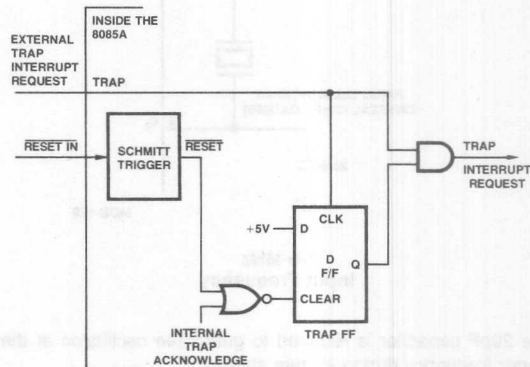 INSIDE THE
8085A
EXTERNAL
TRAP
INTERRUPT
REQUEST
TRAP
RESET IN
SCHMITT
TRIGGER
RESET
TRAP
INTERRUPT
REQUEST
CLK
+5V
D
D
F/F
Q
CLEAR
INTERNAL
TRAP
ACKNOWLEDGE
TRAP FF